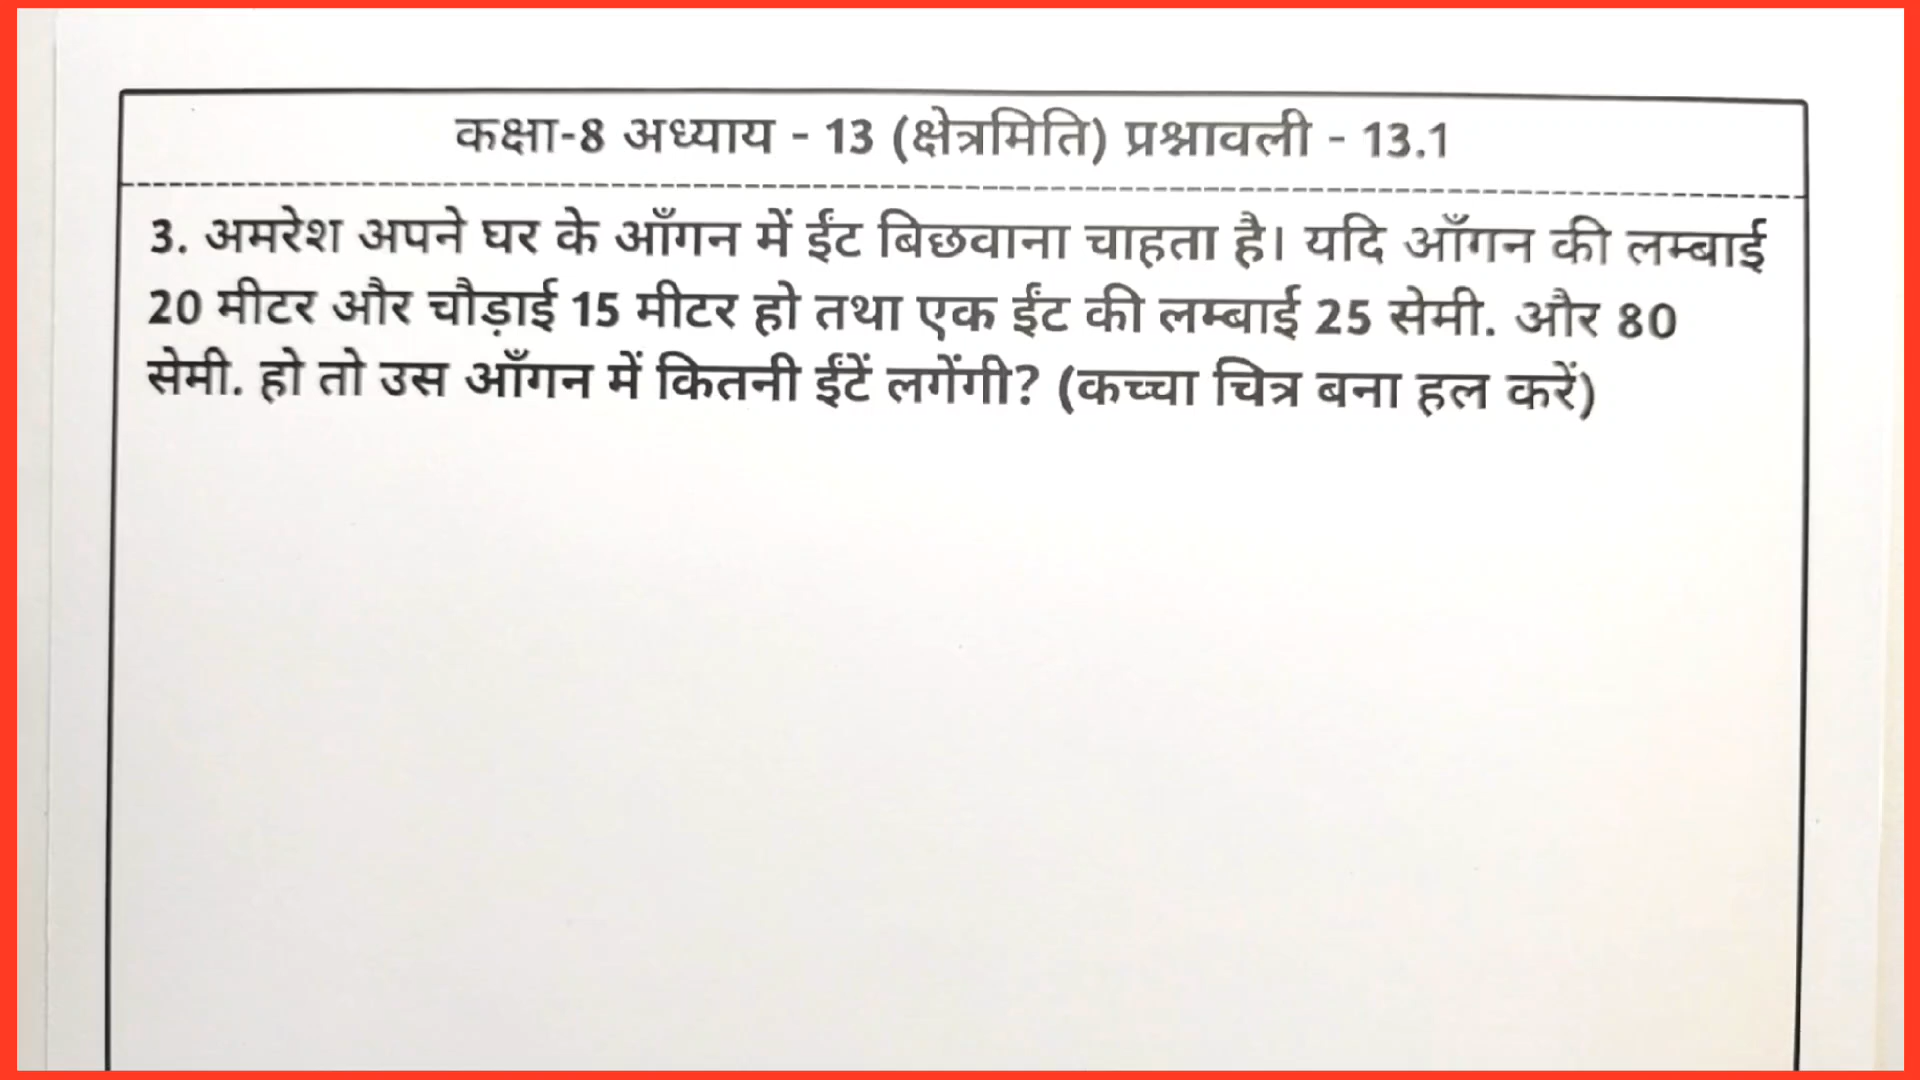 कक्षा-8 अध्याय - 13 (क्षेत्रमिति) प्रश्नावली - 13.1
3. अमरेश अपने घर के आँगन में ईंट बिछवाना चाहता है। यदि आँगन की लम्बाई
20 मीटर और चौड़ाई 15 मीटर हो तथा एक ईंट की लम्बाई 25 सेमी. और 80
सेमी. हो तो उस आँगन में कितनी ईंटें लगेंगी? (कच्चा चित्र बना हल करें)